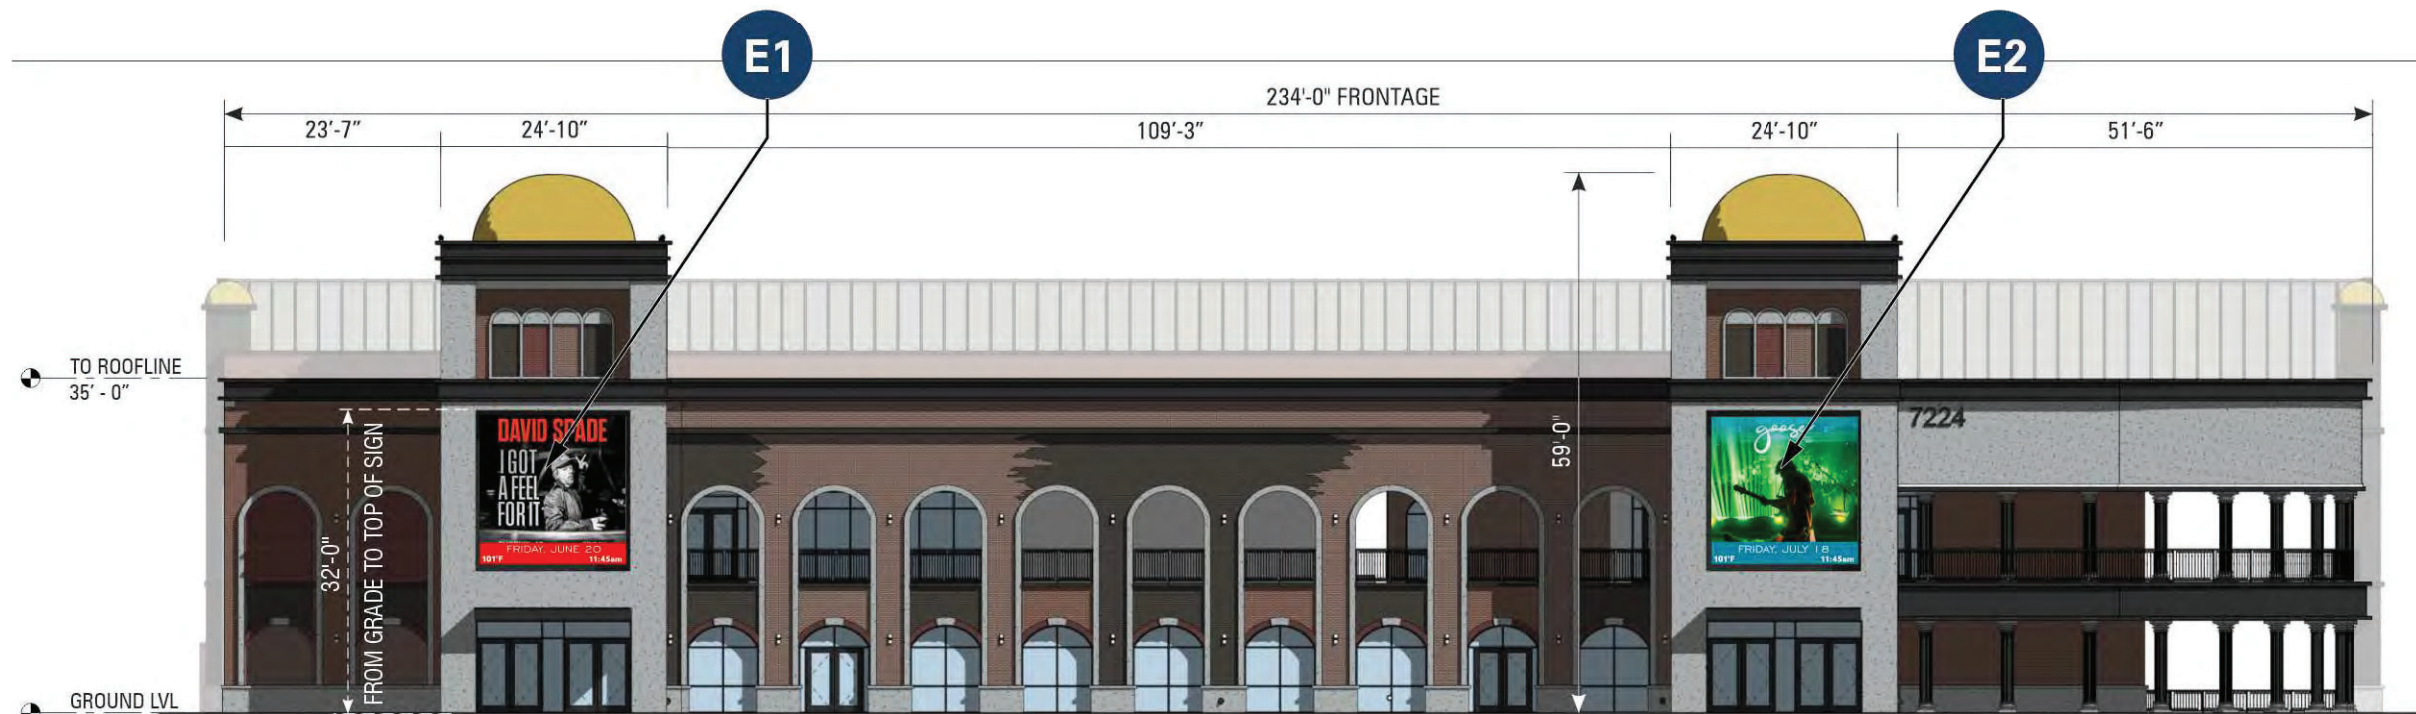 E1
E2
234'-0" FRONTAGE
23'-7"
24'-10"
109'-3"
24'-10"
51'-6"
TO ROOFLINE
35' - 0"
32'-0"
FROM GRADE TO TOP OF SIGN
DAVID SPADE
I GOT
A FEEL
FOR IT
FRIDAY, JUNE 20
101°F
11:45am
59'-0"
goose
FRIDAY, JULY 18
101°F
11:45am
7224
GROUND LVL